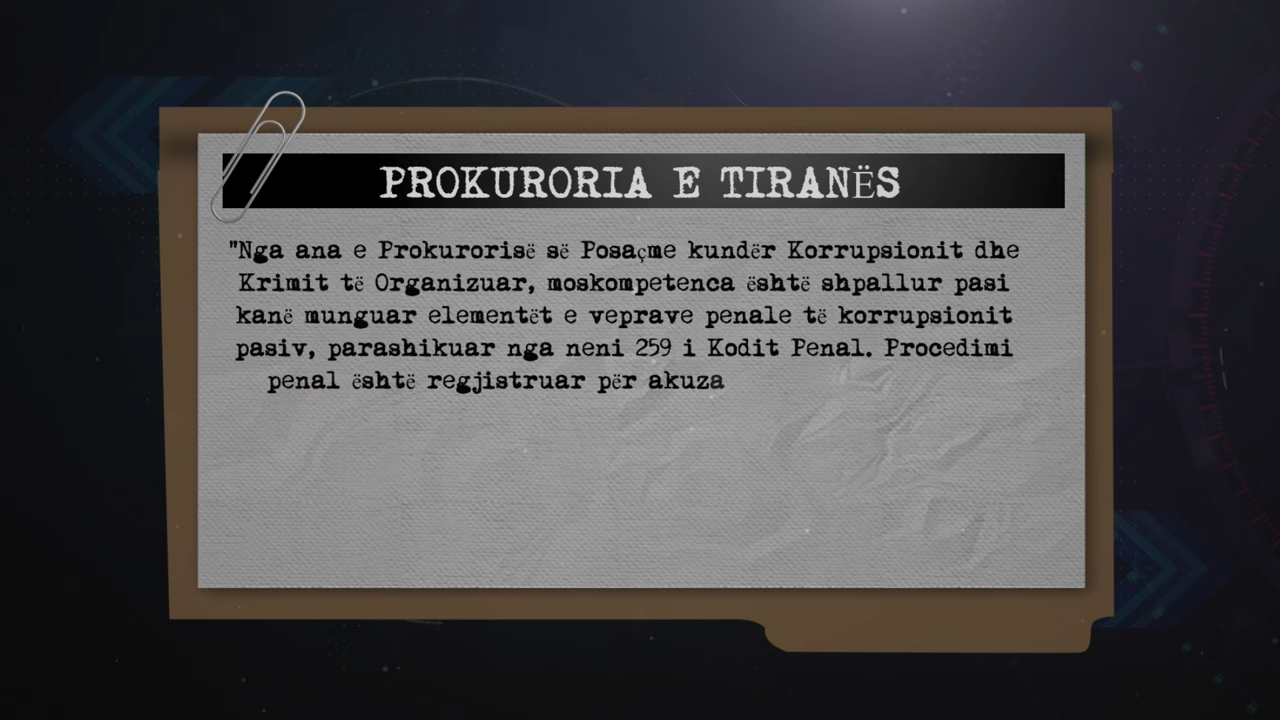 PROKURORIA E TIRANËS
"Nga ana e Prokurorisë së Posaçme kundër Korrupsionit dhe
Krimit të Organizuar, moskompetenca është shpallur pasi
kanë munguar elementët e veprave penale të korrupsionit
pasiv, parashikuar nga neni 259 i Kodit Penal. Procedimi
penal është regjistruar për akuza